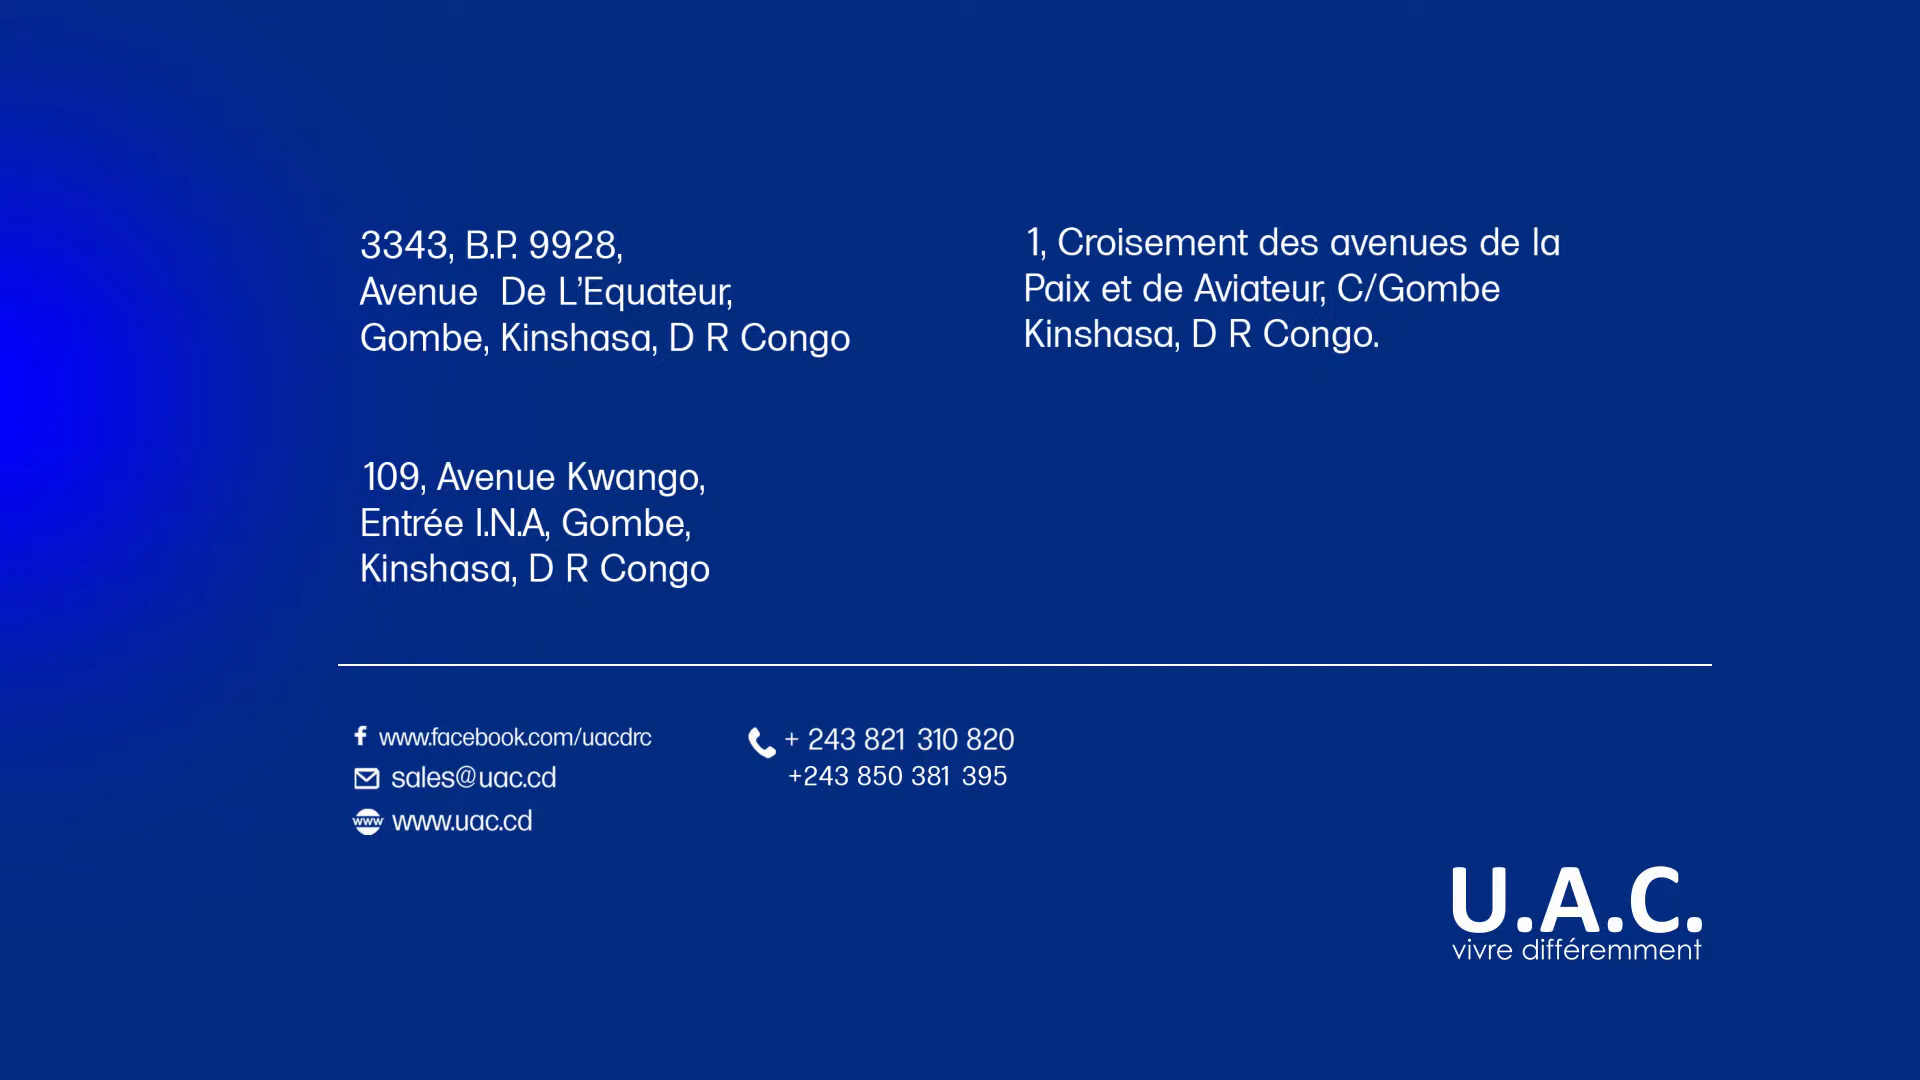 3343, B.P. 9928,
Avenue De L’Equateur,
Gombe, Kinshasa, D R Congo
1, Croisement des avenues de la
Paix et de Aviateur, C/Gombe
Kinshasa, D R Congo.
109, Avenue Kwango,
Entrée I.N.A, Gombe,
Kinshasa, D R Congo
www.facebook.com/uacdrc
sales@uac.cd
www www.uac.cd
+ 243 821 310 820
+243 850 381 395
U.A.C.
vivre différemment